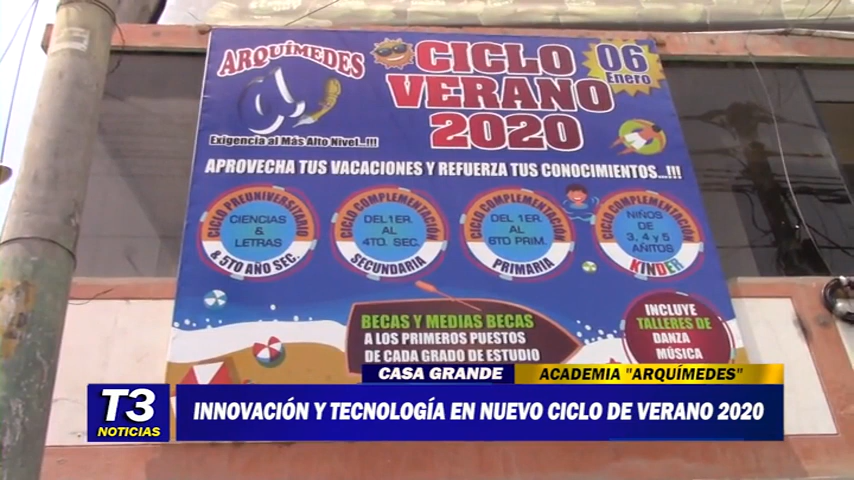 ARQUÍMEDES
Exigencia al Más Alto Nivel...!!!
CICLO
VERANO
2020
06
Enero
APROVECHA TUS VACACIONES Y REFUERZA TUS CONOCIMIENTOS...!!!
CICLO PREUNIVERSITARIO
CIENCIAS
&
LETRAS
& 5TO AÑO SEC.
CICLO COMPLEMENTACIÓN
DEL 1ER.
AL
4TO. SEC.
SECUNDARIA
CICLO COMPLEMENTACIÓN
DEL 1ER.
AL
6TO PRIM.
PRIMARIA
CICLO COMPLEMENTACIÓN
NIÑOS
DE
3, 4 y 5
AÑITOS
KINDER
BECAS Y MEDIAS BECAS
A LOS PRIMEROS PUESTOS
DE CADA GRADO DE ESTUDIO
INCLUYE
TALLERES DE
DANZA
MÚSICA
CASA GRANDE
ACADEMIA "ARQUÍMEDES"
T3
NOTICIAS
INNOVACIÓN Y TECNOLOGÍA EN NUEVO CICLO DE VERANO 2020